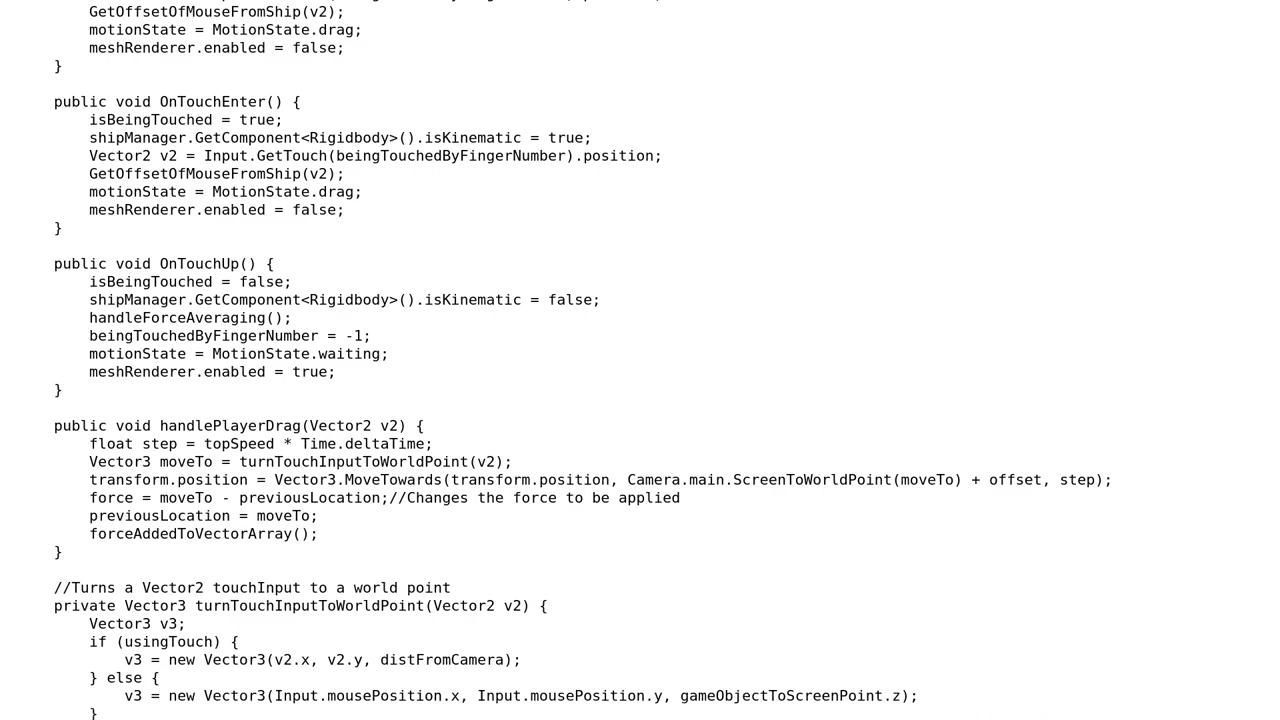 GetOffsetOfMouseFromShip(v2);
motionState = MotionState.drag;
meshRenderer.enabled = false;
}
public void OnTouchEnter() {
isBeingTouched = true;
shipManager.GetComponent<Rigidbody>().isKinematic = true;
Vector2 v2 = Input.GetTouch(beingTouchedByFingerNumber).position;
GetOffsetOfMouseFromShip(v2);
motionState = MotionState.drag;
meshRenderer.enabled = false;
}
public void OnTouchUp() {
isBeingTouched = false;
shipManager.GetComponent<Rigidbody>().isKinematic = false;
handleForceAveraging();
beingTouchedByFingerNumber = -1;
motionState = MotionState.waiting;
meshRenderer.enabled = true;
}
public void handlePlayerDrag(Vector2 v2) {
float step = topSpeed * Time.deltaTime;
Vector3 moveTo = turnTouchInputToWorldPoint(v2);
transform.position = Vector3.MoveTowards(transform.position, Camera.main.ScreenToWorldPoint(moveTo) + offset, step);
force = moveTo - previousLocation;//Changes the force to be applied
previousLocation = moveTo;
forceAddedToVectorArray();
}
//Turns a Vector2 touchInput to a world point
private Vector3 turnTouchInputToWorldPoint(Vector2 v2) {
Vector3 v3;
if (usingTouch) {
v3 = new Vector3(v2.x, v2.y, distFromCamera);
} else {
v3 = new Vector3(Input.mousePosition.x, Input.mousePosition.y, gameObjectToScreenPoint.z);
}